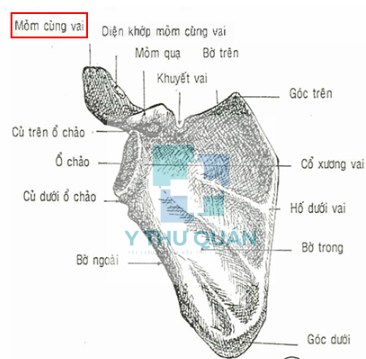 Mỏm cùng vai
Diện khớp mỏm cùng vai
Mỏm quạ
Bờ trên
Khuyết vai
Góc trên
Củ trên ổ chảo
Ổ chảo
Cổ xương vai
Củ dưới ổ chảo
Hố dưới vai
Y THƯ QUÁN
Bờ trong
Bờ ngoài
Góc dưới